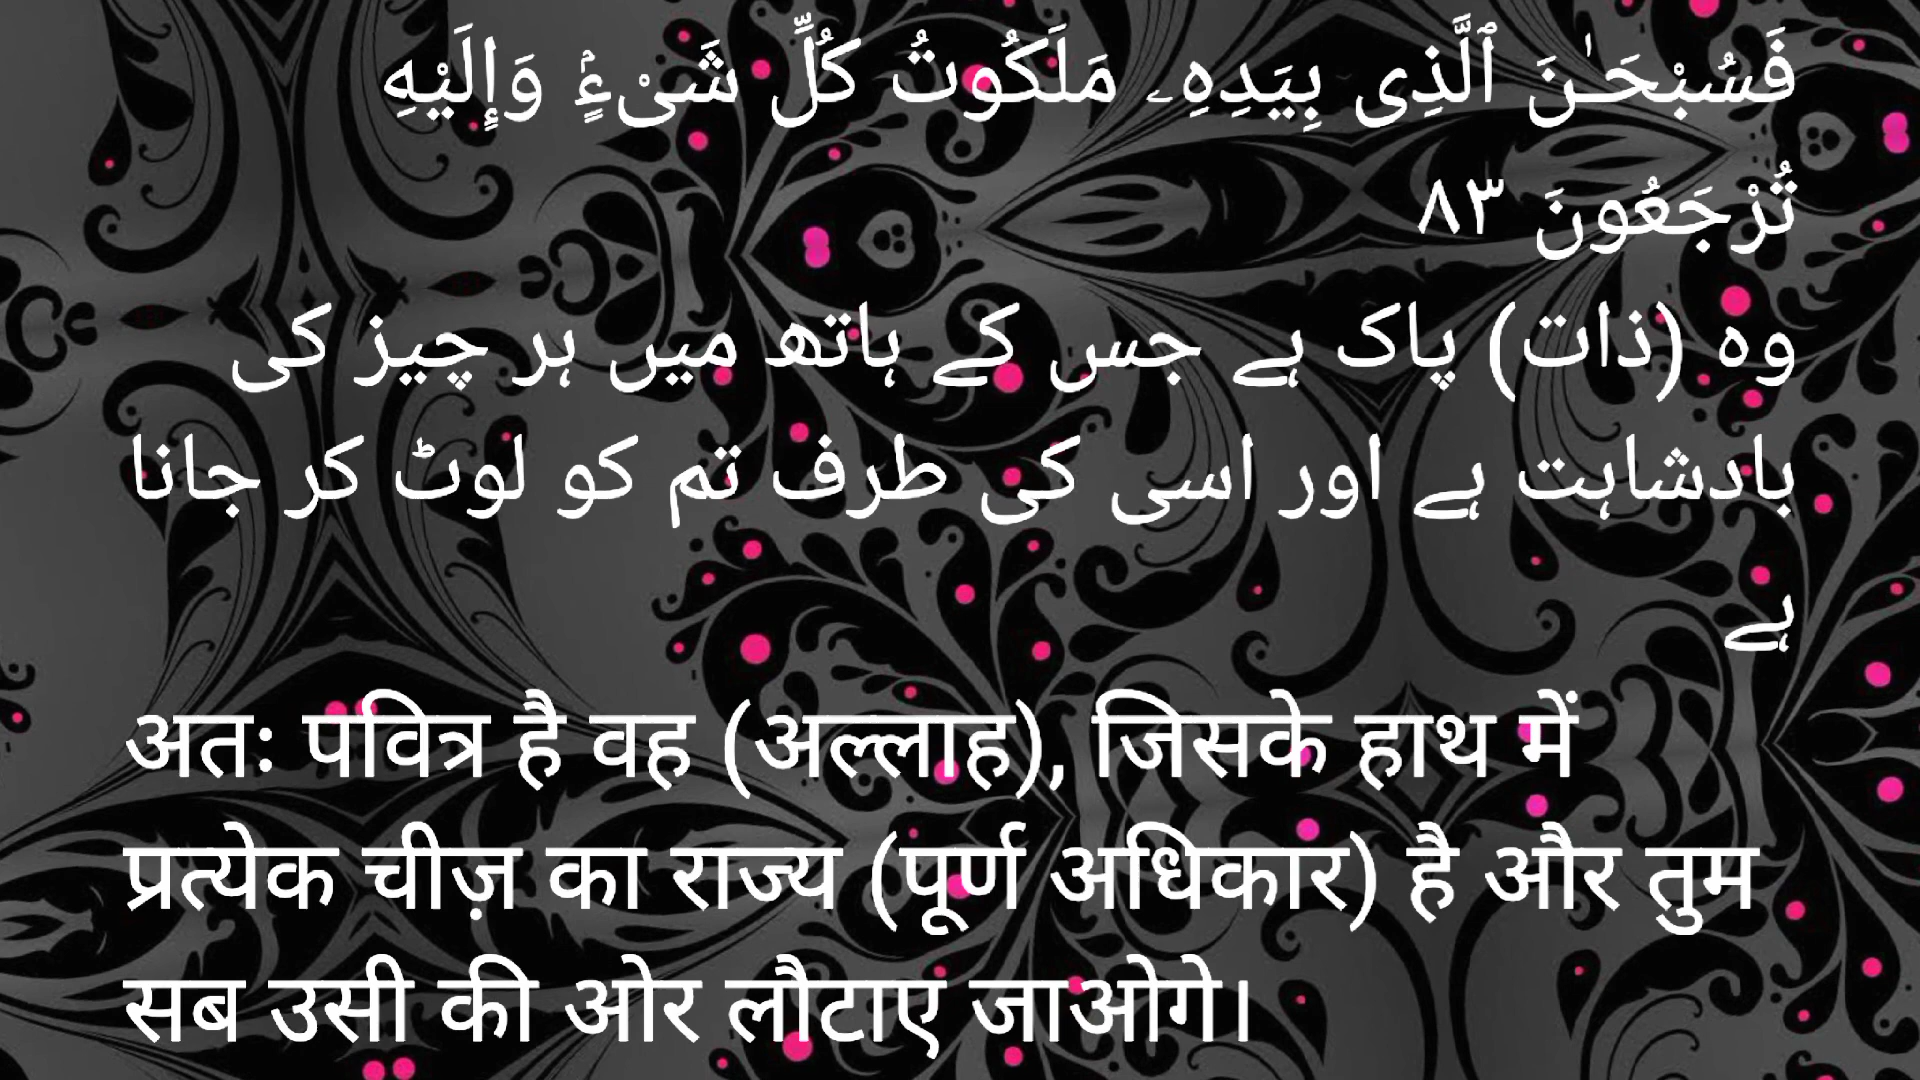 فَسُبْحَـٰنَ ٱلَّذِى بِيَدِهِۦ مَلَكُوتُ كُلِّ شَىْءٍۢ وَإِلَيْهِ
تُرْجَعُونَ ٨٣
وہ (ذات) پاک ہے جس کے ہاتھ میں ہر چیز کی
بادشاہت ہے اور اسی کی طرف تم کو لوٹ کر جانا
ہے
अतः पवित्र है वह (अल्लाह), जिसके हाथ में
प्रत्येक चीज़ का राज्य (पूर्ण अधिकार) है और तुम
सब उसी की ओर लौटाए जाओगे।